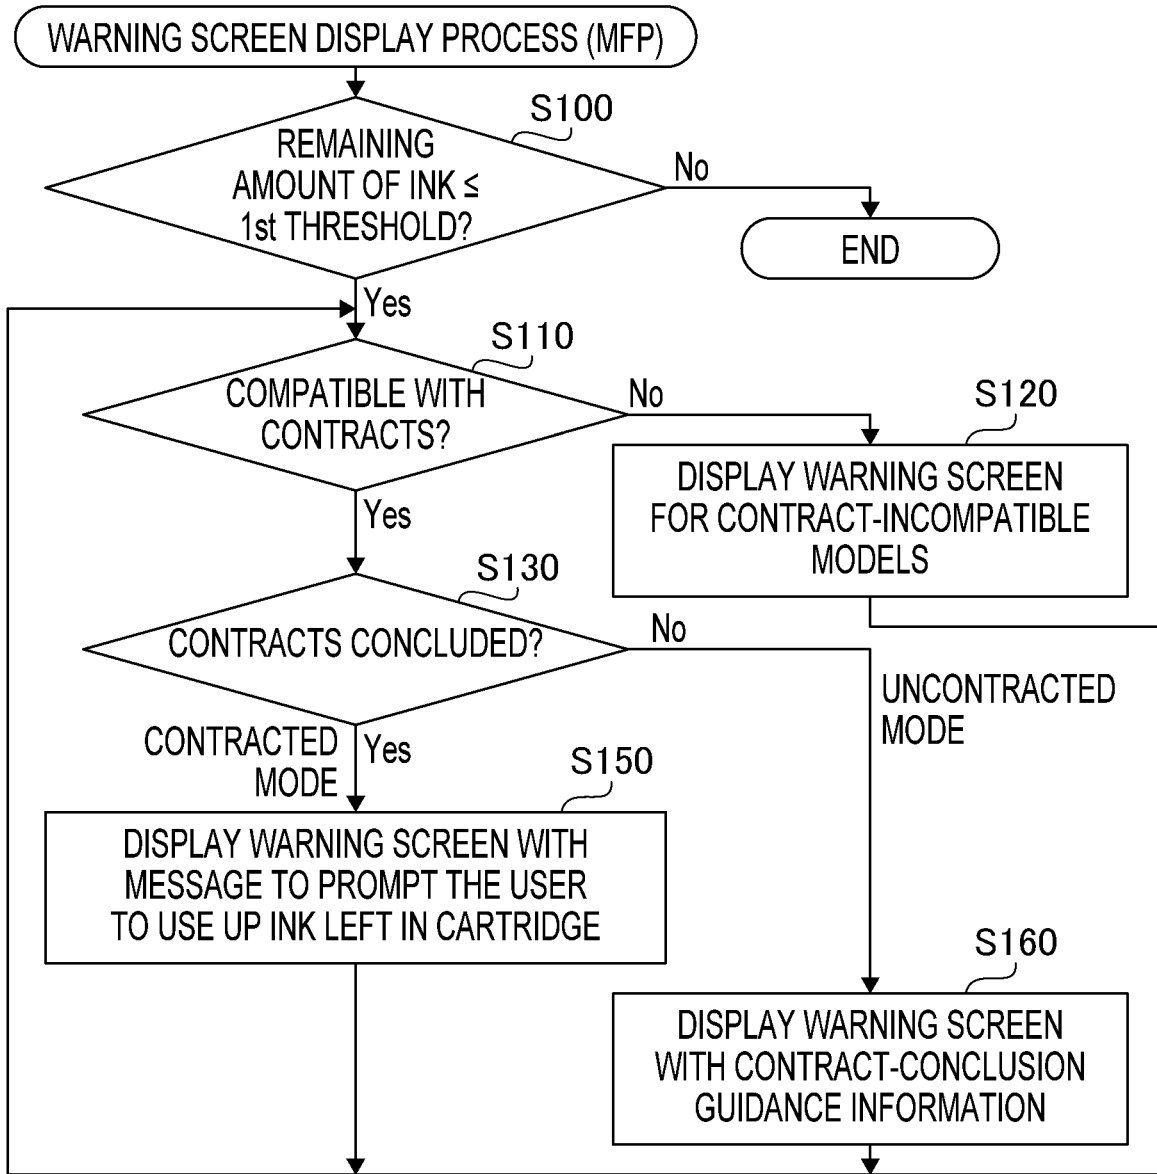 WARNING SCREEN DISPLAY PROCESS (MFP)
S100
REMAINING
AMOUNT OF INK ≤
1st THRESHOLD?
No
END
Yes
S110
COMPATIBLE WITH
CONTRACTS?
No
S120
DISPLAY WARNING SCREEN
FOR CONTRACT-INCOMPATIBLE
MODELS
Yes
S130
CONTRACTS CONCLUDED?
No
UNCONTRACTED
MODE
CONTRACTED
MODE
Yes
S150
DISPLAY WARNING SCREEN WITH
MESSAGE TO PROMPT THE USER
TO USE UP INK LEFT IN CARTRIDGE
S160
DISPLAY WARNING SCREEN
WITH CONTRACT-CONCLUSION
GUIDANCE INFORMATION